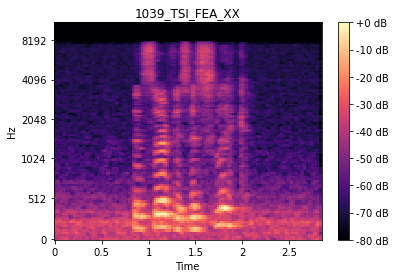 1039_TSI_FEA_XX
+0 dB
8192
-10 dB
4096
-20 dB
-30 dB
2048
-40 dB
Hz
1024
-50 dB
512
-60 dB
-70 dB
0
-80 dB
0 0.5 1 1.5 2 2.5
Time